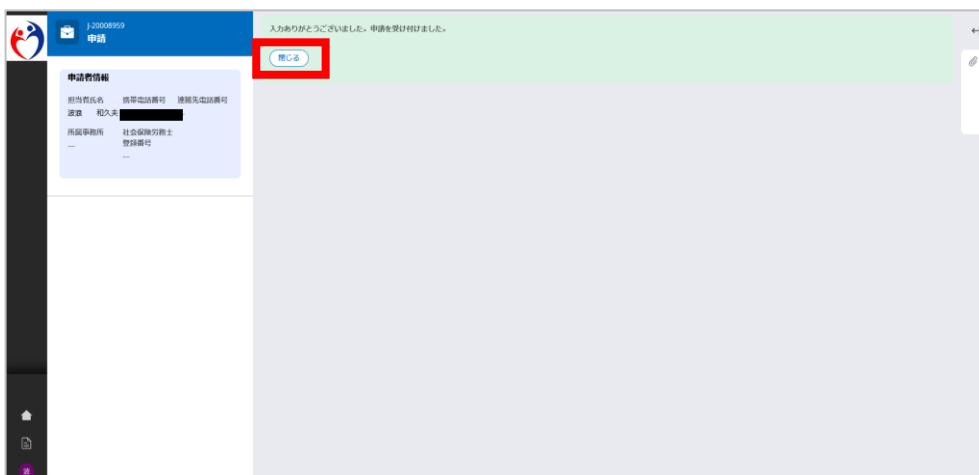 J-20008959
申請
申請者情報
担当者氏名 携帯電話番号 連絡先電話番号
波浪 和久夫
所属事務所 社会保険労務士
登録番号
---
---
入力ありがとうございました。申請を受け付けました。
閉じる
波